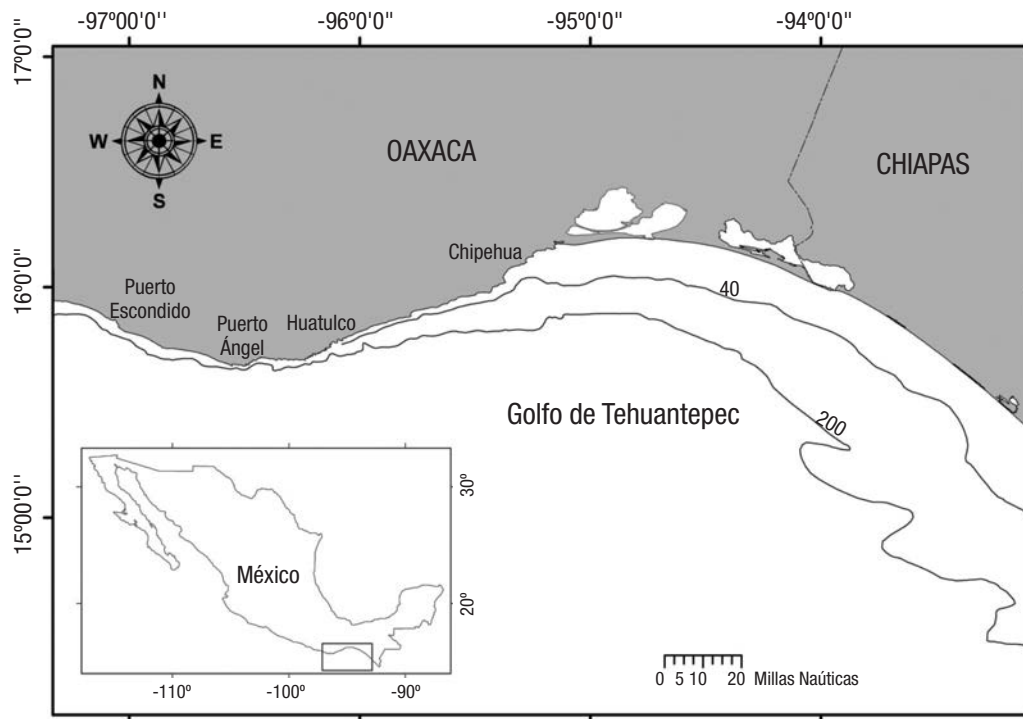 -97º00'0'' -96º0'0'' -95º0'0'' -94º0'0''
17º0'0''
N
W E
S
OAXACA
CHIAPAS
Chipehua
16º0'0''
Puerto
Escondido
Puerto
Ángel
Huatulco
40
200
Golfo de Tehuantepec
15º00'0''
30º
México
20º
-110º -100º -90º
0 5 10 20 Millas Naúticas